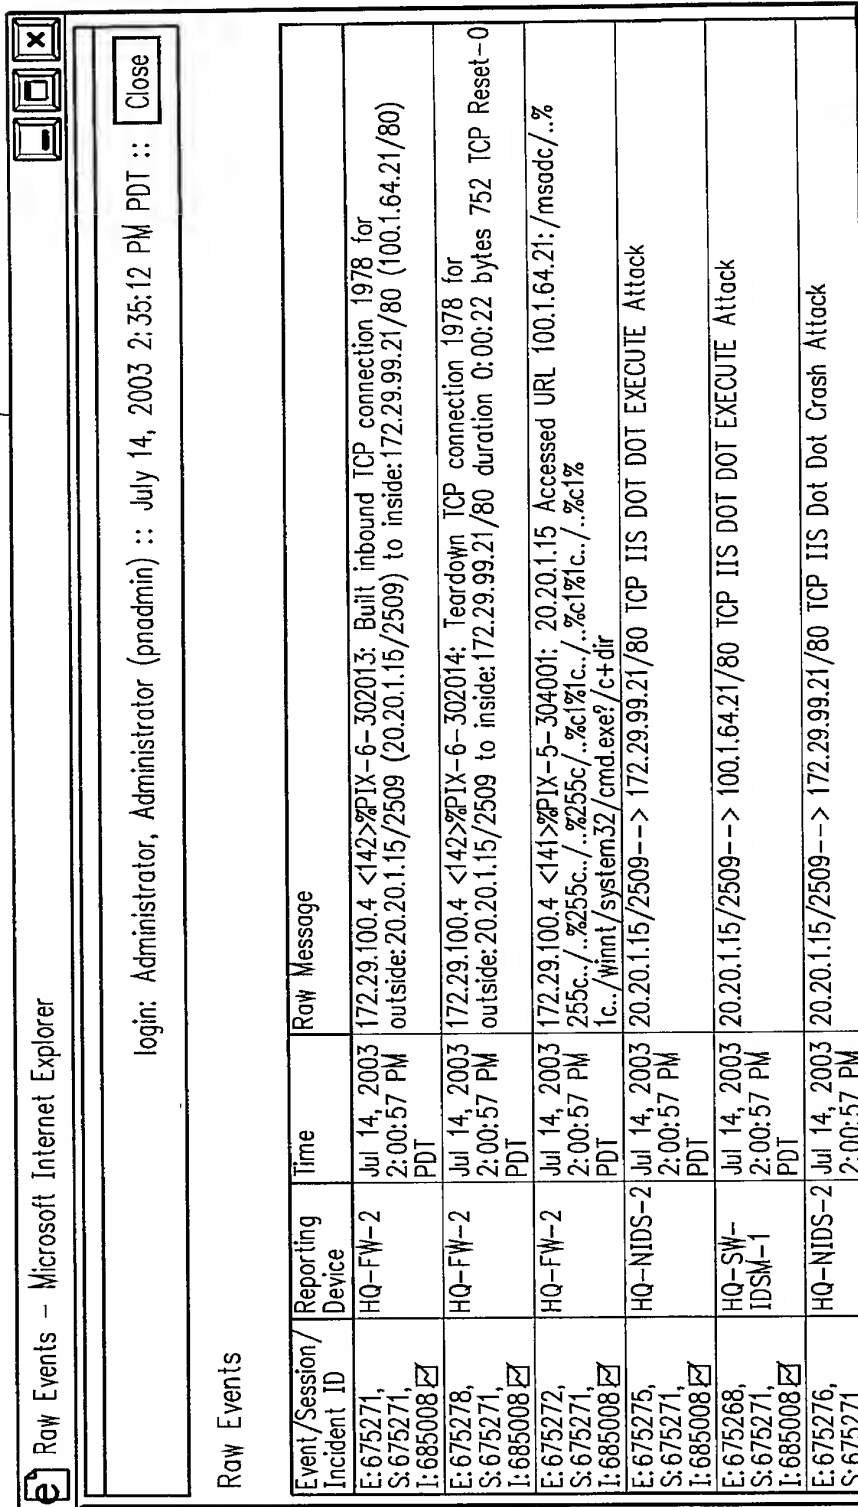 Raw Events – Microsoft Internet Explorer
login: Administrator, Administrator (pnadmin) :: July 14, 2003 2:35:12 PM PDT :: Close
Raw Events
Event/Session/ Incident ID Reporting Device Time Raw Message
E: 675271, HQ-FW-2 Jul 14, 2003 172.29.100.4 <142>%PIX-6-302013: Built inbound TCP connection 1978 for
S: 675271, 2:00:57 PM outside:20.20.1.15/2509 (20.20.1.15/2509) to inside:172.29.99.21/80 (100.1.64.21/80)
I: 685008 PDT
E: 675278, HQ-FW-2 Jul 14, 2003 172.29.100.4 <142>%PIX-6-302014: Teardown TCP connection 1978 for
S: 675271, 2:00:57 PM outside:20.20.1.15/2509 to inside:172.29.99.21/80 duration 0:00:22 bytes 752 TCP Reset-O
I: 685008 PDT
E: 675272, HQ-FW-2 Jul 14, 2003 172.29.100.4 <141>%PIX-5-304001: 20.20.1.15 Accessed URL 100.1.64.21:/msadc/..%
S: 675271, 2:00:57 PM 255c../..%255c../..%255c/..%c1%1c../..%c1%1c../..%c1%
I: 685008 PDT 1c../Winnt/system32/cmd.exe?/c+dir
E: 675275, HQ-NIDS-2 Jul 14, 2003 20.20.1.15/2509--> 172.29.99.21/80 TCP IIS DOT DOT EXECUTE Attack
S: 675271, 2:00:57 PM
I: 685008 PDT
E: 675268, HQ-SW- Jul 14, 2003 20.20.1.15/2509--> 100.1.64.21/80 TCP IIS DOT DOT EXECUTE Attack
S: 675271, IDSM-1 2:00:57 PM
I: 685008 PDT
E: 675276, HQ-NIDS-2 Jul 14, 2003 20.20.1.15/2509--> 172.29.99.21/80 TCP IIS Dot Dot Crash Attack
S: 675271 2:00:57 PM